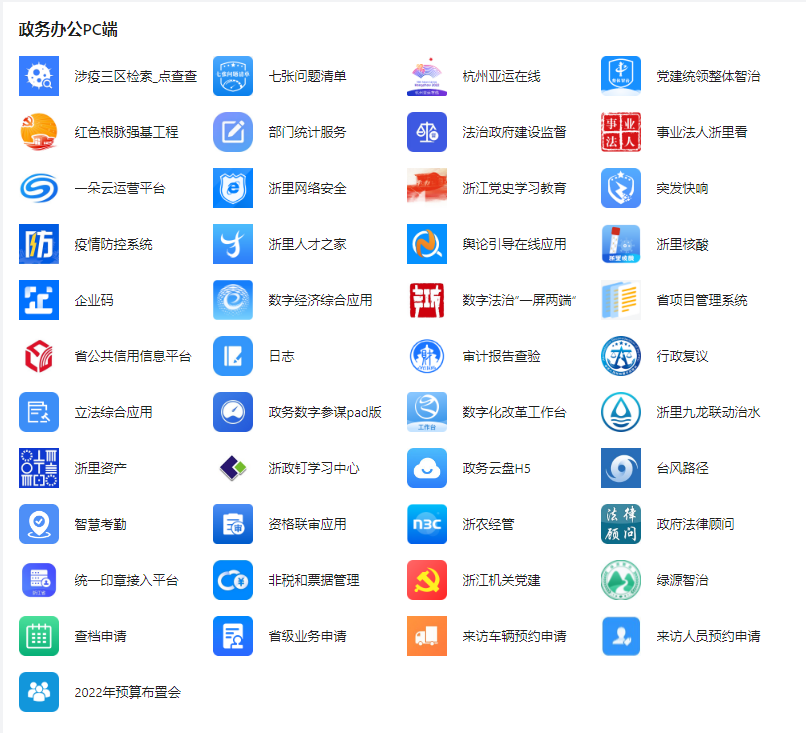 政务办公PC端
涉疫三区检索_点查查
七张问题清单
杭州亚运在线
党建统领整体智治
红色根脉强基工程
部门统计服务
法治政府建设监督
事业法人
事业法人浙里看
一朵云运营平台
浙里网络安全
浙江党史学习教育
突发快响
防
疫情防控系统
浙里人才之家
舆论引导在线应用
浙里核酸
浙里核酸
企业码
数字经济综合应用
数字法治“一屏两端”
省项目管理系统
省公共信用信息平台
日志
审计报告查验
行政复议
立法综合应用
政务数字参谋pad版
工作台
数字化改革工作台
浙里九龙联动治水
浙里资产
浙政钉学习中心
政务云盘H5
台风路径
智慧考勤
审
资格联审应用
n3c
浙农经管
法律顾问
政府法律顾问
统一印章接入平台
非税和票据管理
浙江机关党建
绿源智治
查档申请
省级业务申请
来访车辆预约申请
来访人员预约申请
2022年预算布置会